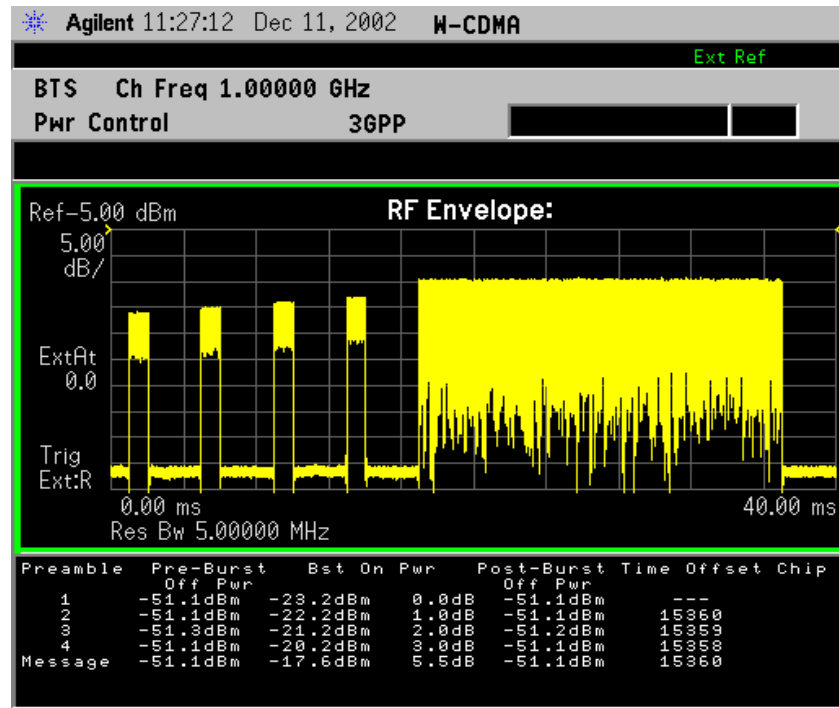 Agilent 11:27:12 Dec 11, 2002 W-CDMA
Ext Ref
BTS Ch Freq 1.00000 GHz
Pwr Control 3GPP
Ref-5.00 dBm RF Envelope:
5.00
dB/
ExtAt
0.0
Trig
Ext:R
0.00 ms 40.00 ms
Res Bw 5.00000 MHz
Preamble Pre-Burst Bst On Pwr Post-Burst Time Offset Chip
Off Pwr Off Pwr
1 -51.1dBm -23.2dBm 0.0dB -51.1dBm ---
2 -51.1dBm -22.2dBm 1.0dB -51.1dBm 15360
3 -51.3dBm -21.2dBm 2.0dB -51.2dBm 15359
4 -51.1dBm -20.2dBm 3.0dB -51.1dBm 15358
Message -51.1dBm -17.6dBm 5.5dB -51.1dBm 15360